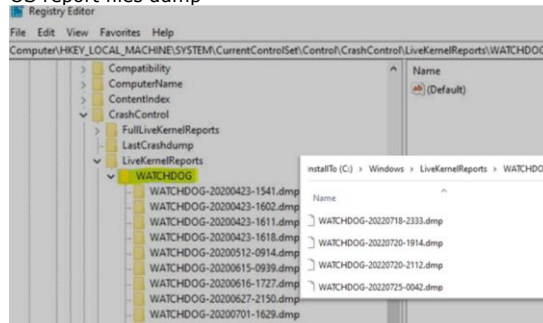 OS report files dump
Registry Editor
File Edit View Favorites Help
Computer\HKEY_LOCAL_MACHINE\SYSTEM\CurrentControlSet\Control\CrashControl\LiveKernelReports\WATCHDOG
Compatibility
ComputerName
ContentIndex
CrashControl
FullLiveKernelReports
LastCrashdump
LiveKernelReports
WATCHDOG
WATCHDOG-20200423-1541.dmp
WATCHDOG-20200423-1602.dmp
WATCHDOG-20200423-1611.dmp
WATCHDOG-20200423-1618.dmp
WATCHDOG-20200512-0914.dmp
WATCHDOG-20200615-0939.dmp
WATCHDOG-20200616-1727.dmp
WATCHDOG-20200627-2150.dmp
WATCHDOG-20200701-1629.dmp
Name
ab (Default)
InstallTo (C:) > Windows > LiveKernelReports > WATCHDO
Name
WATCHDOG-20220718-2333.dmp
WATCHDOG-20220720-1914.dmp
WATCHDOG-20220720-2112.dmp
WATCHDOG-20220725-0042.dmp